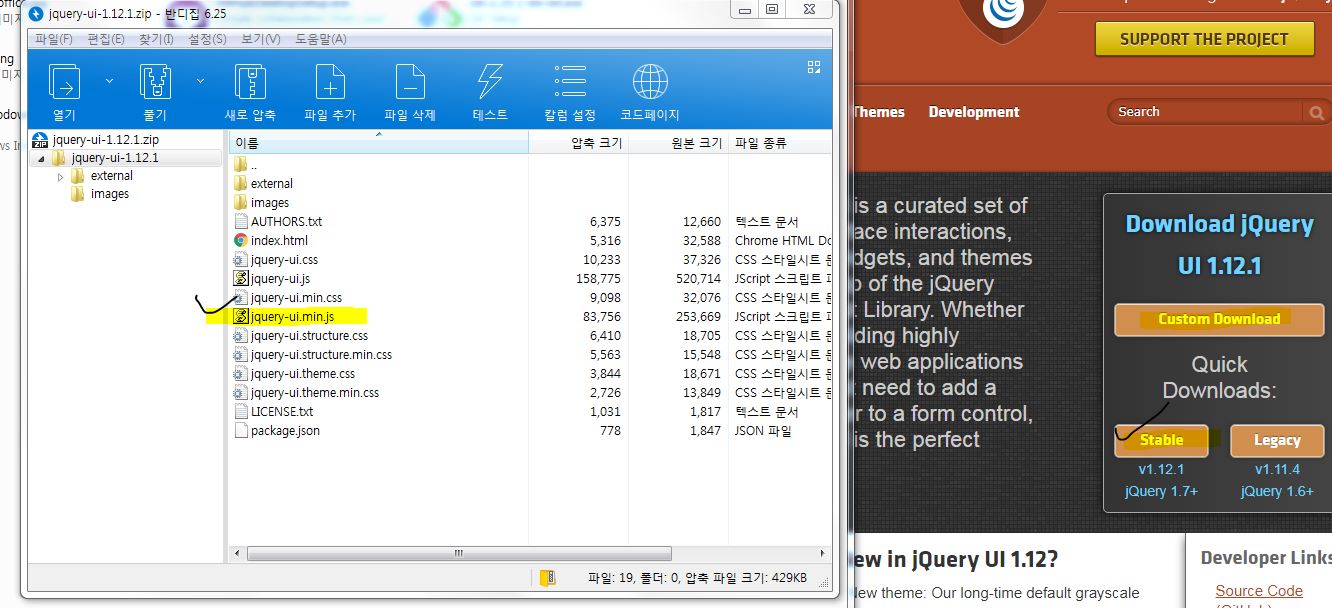 jquery-ui-1.12.1.zip - 반디집 6.25
파일(F) 편집(E) 찾기(I) 설정(S) 보기(V) 도움말(A)
열기 풀기 새로 압축 파일 추가 파일 삭제 테스트 칼럼 설정 코드페이지
jquery-ui-1.12.1.zip
jquery-ui-1.12.1
external
images
이름 압축 크기 원본 크기 파일 종류
..
external
images
AUTHORS.txt 6,375 12,660 텍스트 문서
index.html 5,316 32,588 Chrome HTML Do
jquery-ui.css 10,233 37,326 CSS 스타일시트 문
jquery-ui.js 158,775 520,714 JScript 스크립트 파
jquery-ui.min.css 9,098 32,076 CSS 스타일시트 문
jquery-ui.min.js 83,756 253,669 JScript 스크립트 파
jquery-ui.structure.css 6,410 18,705 CSS 스타일시트 문
jquery-ui.structure.min.css 5,563 15,548 CSS 스타일시트 문
jquery-ui.theme.css 3,844 18,671 CSS 스타일시트 문
jquery-ui.theme.min.css 2,726 13,849 CSS 스타일시트 문
LICENSE.txt 1,031 1,817 텍스트 문서
package.json 778 1,847 JSON 파일
파일: 19, 폴더: 0, 압축 파일 크기: 429KB
SUPPORT THE PROJECT
Themes Development Search
is a curated set of
ace interactions,
dgets, and themes
of the jQuery
Library. Whether
ding highly
web applications
need to add a
r to a form control,
is the perfect
Download jQuery
UI 1.12.1
Custom Download
Quick
Downloads:
Stable Legacy
v1.12.1 v1.11.4
jQuery 1.7+ jQuery 1.6+
ew in jQuery UI 1.12?
New theme: Our long-time default grayscale
Developer Links
Source Code